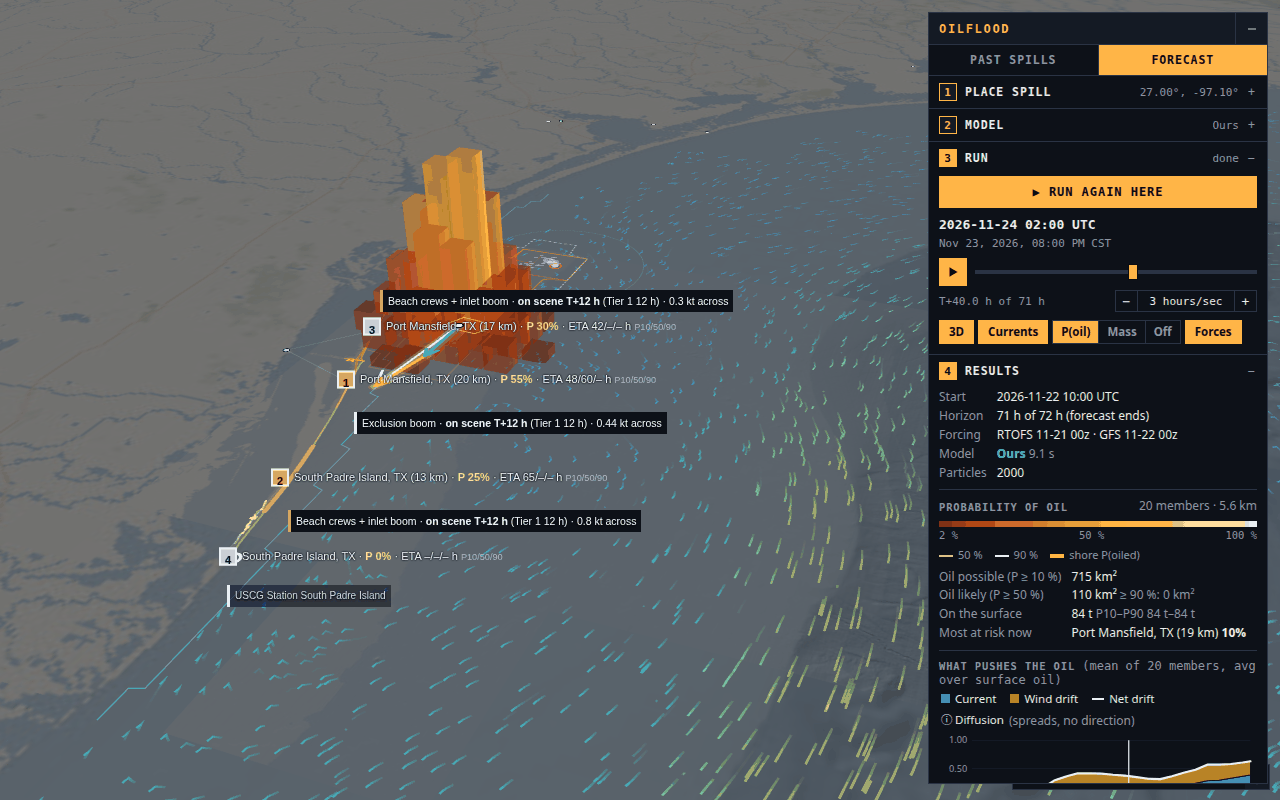 OILFLOOD −
PAST SPILLS FORECAST
1 PLACE SPILL 27.00°, -97.10° +
2 MODEL Ours +
3 RUN done −
▶ RUN AGAIN HERE
2026-11-24 02:00 UTC
Nov 23, 2026, 08:00 PM CST
T+40.0 h of 71 h − 3 hours/sec +
3D Currents P(oil) Mass Off Forces
4 RESULTS −
Start 2026-11-22 10:00 UTC
Horizon 71 h of 72 h (forecast ends)
Forcing RTOFS 11-21 00z · GFS 11-22 00z
Model Ours 9.1 s
Particles 2000
PROBABILITY OF OIL 20 members · 5.6 km
2 % 50 % 100 %
50 % 90 % shore P(oiled)
Oil possible (P ≥ 10 %) 715 km²
Oil likely (P ≥ 50 %) 110 km² ≥ 90 %: 0 km²
On the surface 84 t P10–P90 84 t–84 t
Most at risk now Port Mansfield, TX (19 km) 10%
WHAT PUSHES THE OIL (mean of 20 members, avg
over surface oil)
Current Wind drift Net drift
ⓘ Diffusion (spreads, no direction)
1.00
0.50
Beach crews + inlet boom · on scene T+12 h (Tier 1 12 h) · 0.3 kt across
3 Port Mansfield, TX (17 km) · P 30% · ETA 42/–/– h P10/50/90
1 Port Mansfield, TX (20 km) · P 55% · ETA 48/60/– h P10/50/90
Exclusion boom · on scene T+12 h (Tier 1 12 h) · 0.44 kt across
2 South Padre Island, TX (13 km) · P 25% · ETA 65/–/– h P10/50/90
Beach crews + inlet boom · on scene T+12 h (Tier 1 12 h) · 0.8 kt across
4 South Padre Island, TX · P 0% · ETA –/–/– h P10/50/90
USCG Station South Padre Island